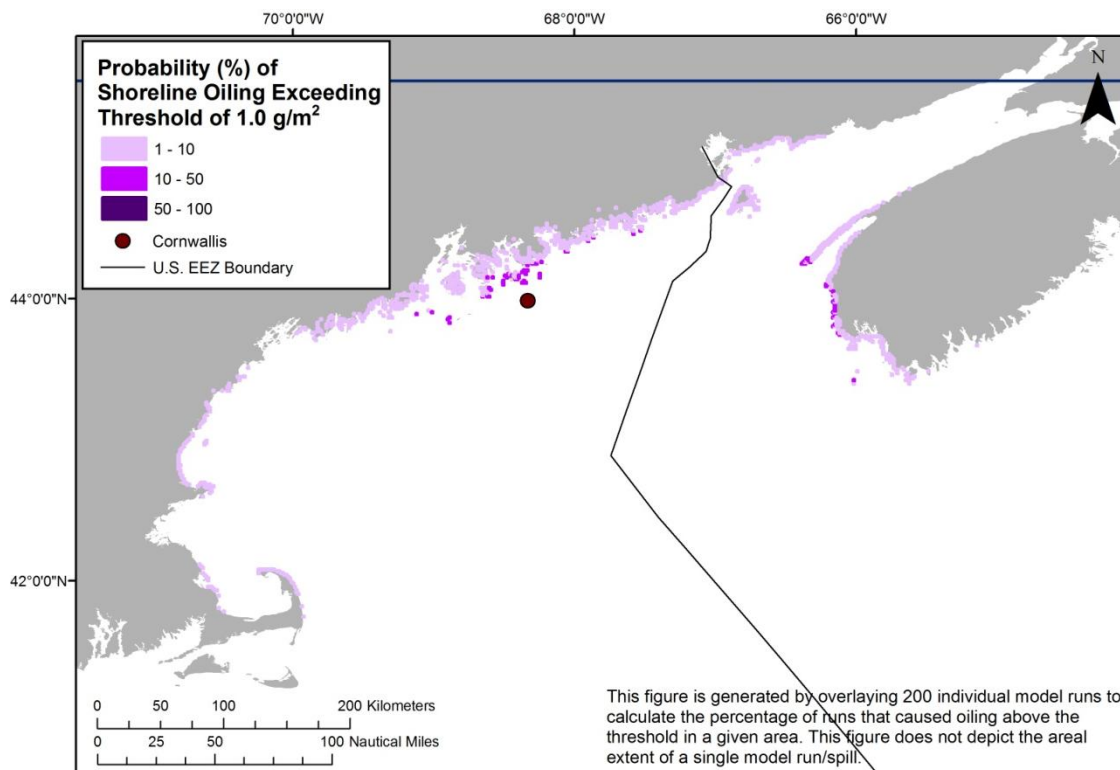 70°0'0"W 68°0'0"W 66°0'0"W
Probability (%) of
Shoreline Oiling Exceeding
Threshold of 1.0 g/m²
1 - 10
10 - 50
50 - 100
Cornwallis
U.S. EEZ Boundary
N
44°0'0"N
42°0'0"N
0 50 100 200 Kilometers
0 25 50 100 Nautical Miles
This figure is generated by overlaying 200 individual model runs to
calculate the percentage of runs that caused oiling above the
threshold in a given area. This figure does not depict the areal
extent of a single model run/spill.